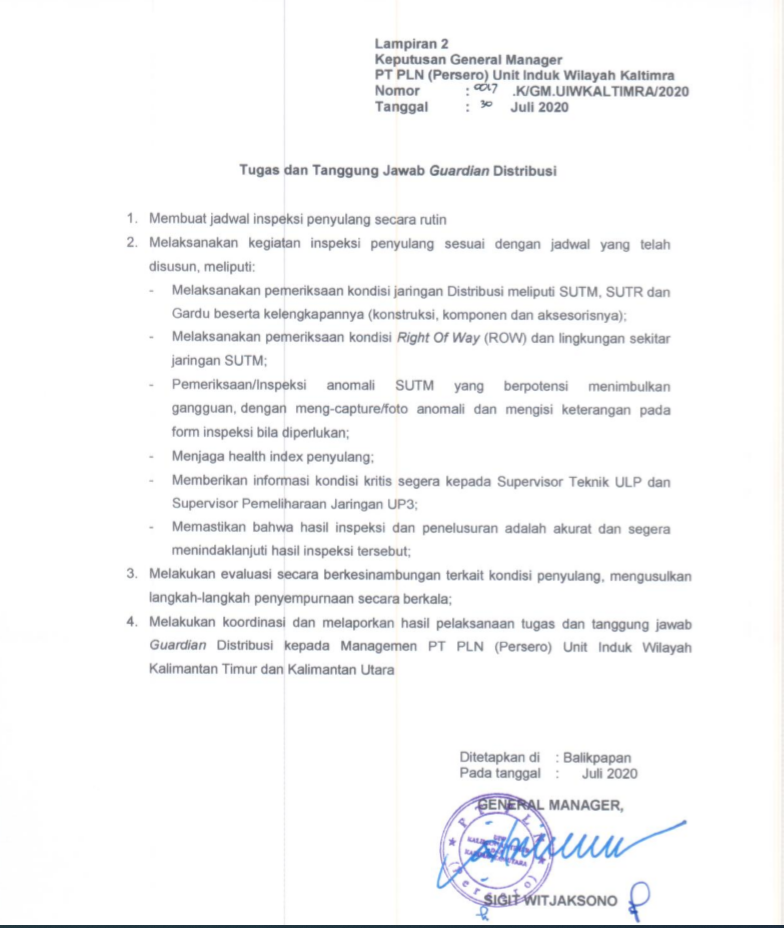 Lampiran 2
Keputusan General Manager
PT PLN (Persero) Unit Induk Wilayah Kaltimra
Nomor : 0017 .K/GM.UIWKALTIMRA/2020
Tanggal : 30 Juli 2020
Tugas dan Tanggung Jawab Guardian Distribusi
1. Membuat jadwal inspeksi penyulang secara rutin
2. Melaksanakan kegiatan inspeksi penyulang sesuai dengan jadwal yang telah
disusun, meliputi:
- Melaksanakan pemeriksaan kondisi jaringan Distribusi meliputi SUTM, SUTR dan
Gardu beserta kelengkapannya (konstruksi, komponen dan aksesorisnya);
- Melaksanakan pemeriksaan kondisi Right Of Way (ROW) dan lingkungan sekitar
jaringan SUTM;
- Pemeriksaan/Inspeksi anomali SUTM yang berpotensi menimbulkan
gangguan, dengan meng-capture/foto anomali dan mengisi keterangan pada
form inspeksi bila diperlukan;
- Menjaga health index penyulang;
- Memberikan informasi kondisi kritis segera kepada Supervisor Teknik ULP dan
Supervisor Pemeliharaan Jaringan UP3;
- Memastikan bahwa hasil inspeksi dan penelusuran adalah akurat dan segera
menindaklanjuti hasil inspeksi tersebut;
3. Melakukan evaluasi secara berkesinambungan terkait kondisi penyulang, mengusulkan
langkah-langkah penyempurnaan secara berkala;
4. Melakukan koordinasi dan melaporkan hasil pelaksanaan tugas dan tanggung jawab
Guardian Distribusi kepada Managemen PT PLN (Persero) Unit Induk Wilayah
Kalimantan Timur dan Kalimantan Utara
Ditetapkan di : Balikpapan
Pada tanggal : Juli 2020
GENERAL MANAGER,
PT PLN
(Persero)
SIGIT WITJAKSONO